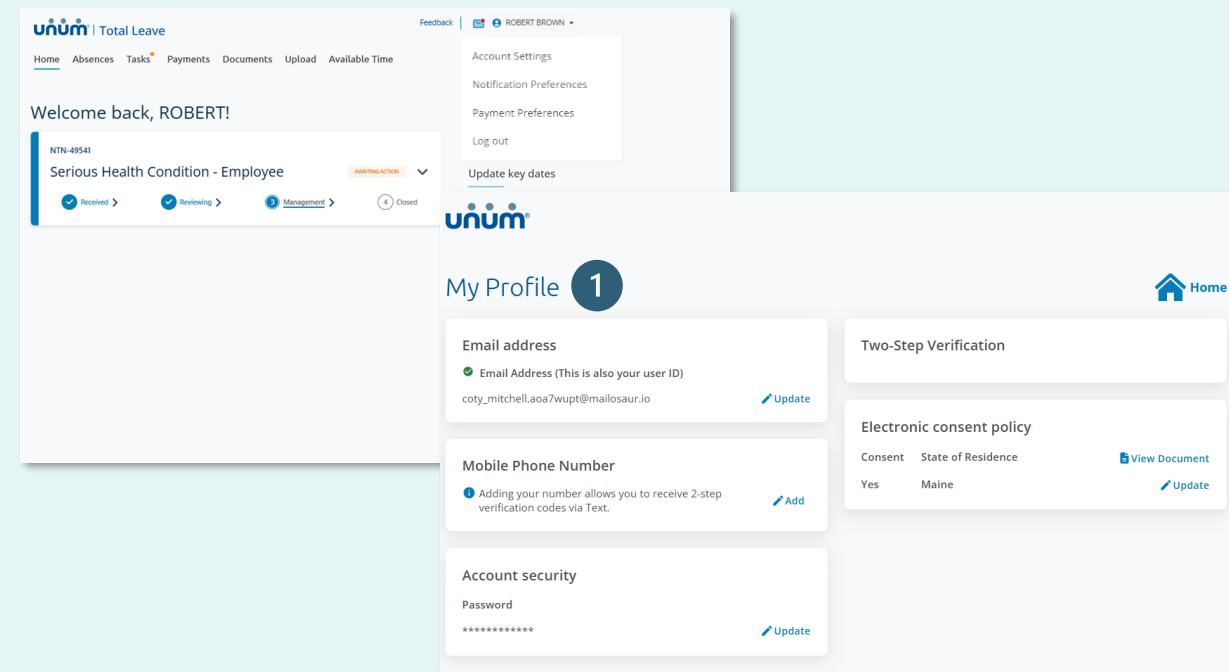 unum | Total Leave
Feedback
ROBERT BROWN
Home Absences Tasks Payments Documents Upload Available Time
Account Settings
Notification Preferences
Payment Preferences
Log out
Update key dates
Welcome back, ROBERT!
NTN-49541
Serious Health Condition - Employee
AWAITING ACTION
Received
Reviewing
3 Management
4 Closed
unum®
My Profile
1
Home
Email address
Email Address (This is also your user ID)
coty_mitchell.aoa7wupt@mailosaur.io
Update
Mobile Phone Number
Adding your number allows you to receive 2-step
verification codes via Text.
Add
Account security
Password
************
Update
Two-Step Verification
Electronic consent policy
Consent State of Residence
View Document
Yes Maine
Update